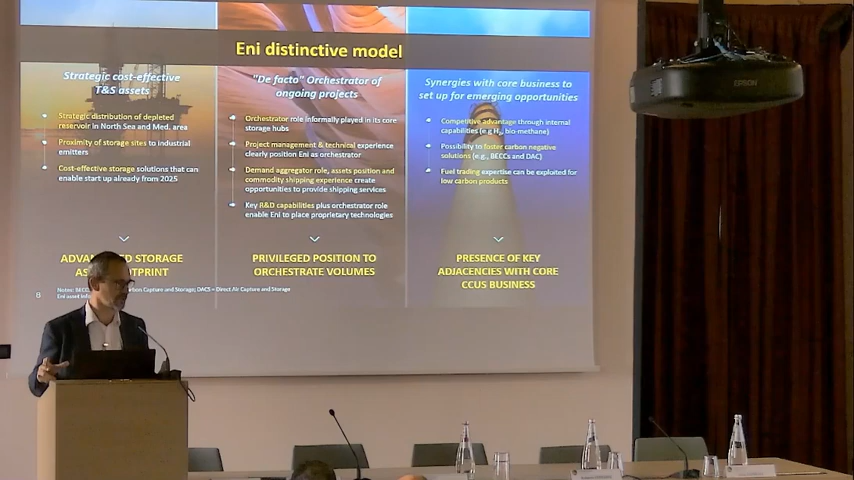 Eni distinctive model
Strategic cost-effective
T&S assets
Strategic distribution of depleted
reservoir in North Sea and Med. area
Proximity of storage sites to industrial
emitters
Cost-effective storage solutions that can
enable start up already from 2025
STORAGE
"De facto" Orchestrator of
ongoing projects
Orchestrator role informally played in its core
storage hubs
Project management & technical experience
clearly position Eni as orchestrator
Demand aggregator role, assets position and
commodity shipping experience create
opportunities to provide shipping services
Key R&D capabilities plus orchestrator role
enable Eni to place proprietary technologies
PRIVILEGED POSITION TO
ORCHESTRATE VOLUMES
Synergies with core business to
set up for emerging opportunities
Competitive advantage through internal
capabilities (e.g H₂, bio-methane)
Possibility to foster carbon negative
solutions (e.g., BECCs and DAC)
Fuel trading expertise can be exploited for
low carbon products
PRESENCE OF KEY
ADJACENCIES WITH CORE
CCUS BUSINESS
8
Notes: Carbon Capture and Storage; DACS = Direct Air Capture and Storage
Eni asset
EPSON